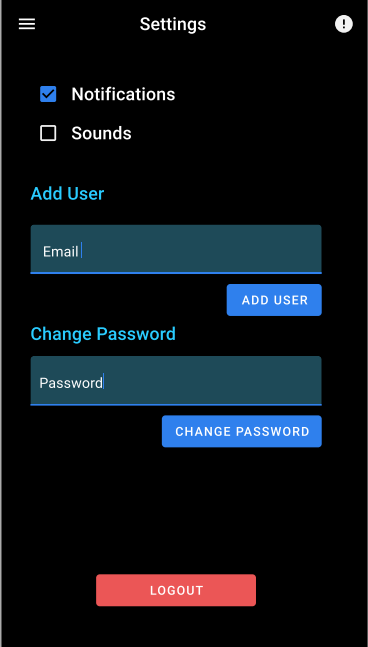 Settings
Notifications
Sounds
Add User
Email
ADD USER
Change Password
Password
CHANGE PASSWORD
LOGOUT